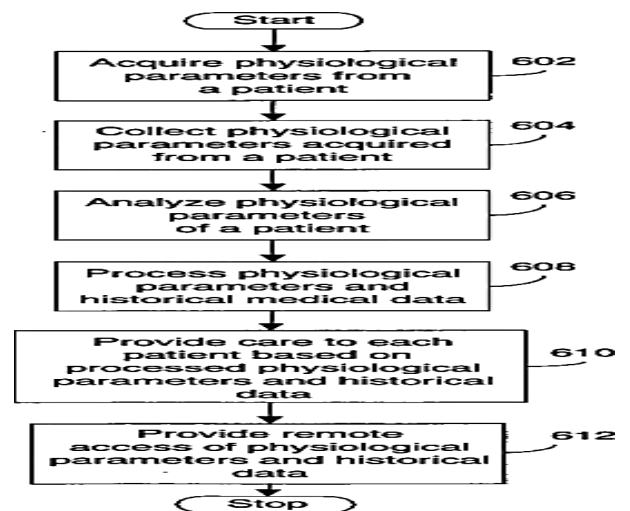 Start
Acquire physiological
parameters from
a patient
602
Collect physiological
parameters acquired
from a patient
604
Analyze physiological
parameters
of a patient
606
Process physiological
parameters and
historical medical data
608
Provide care to each
patient based on
processed physiological
parameters and historical
data
610
Provide remote
access of physiological
parameters and historical
data
612
Stop